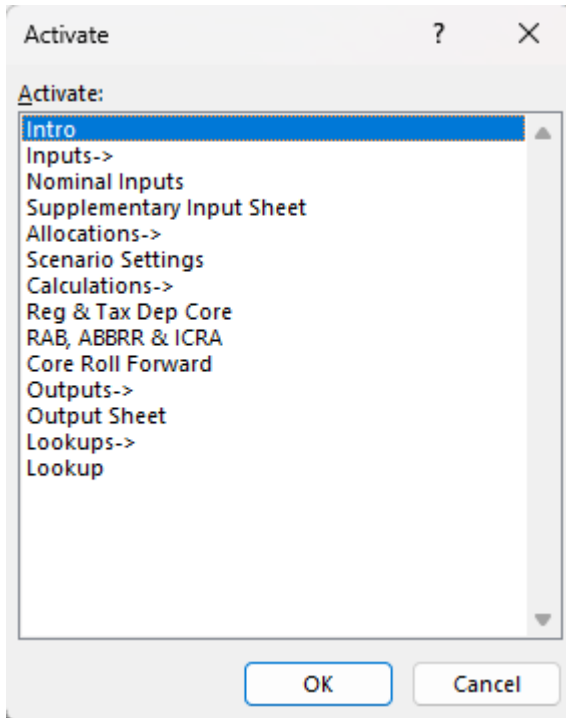 Activate ?
Activate:
Intro
Inputs->
Nominal Inputs
Supplementary Input Sheet
Allocations->
Scenario Settings
Calculations->
Reg & Tax Dep Core
RAB, ABBRR & ICRA
Core Roll Forward
Outputs->
Output Sheet
Lookups->
Lookup
OK Cancel